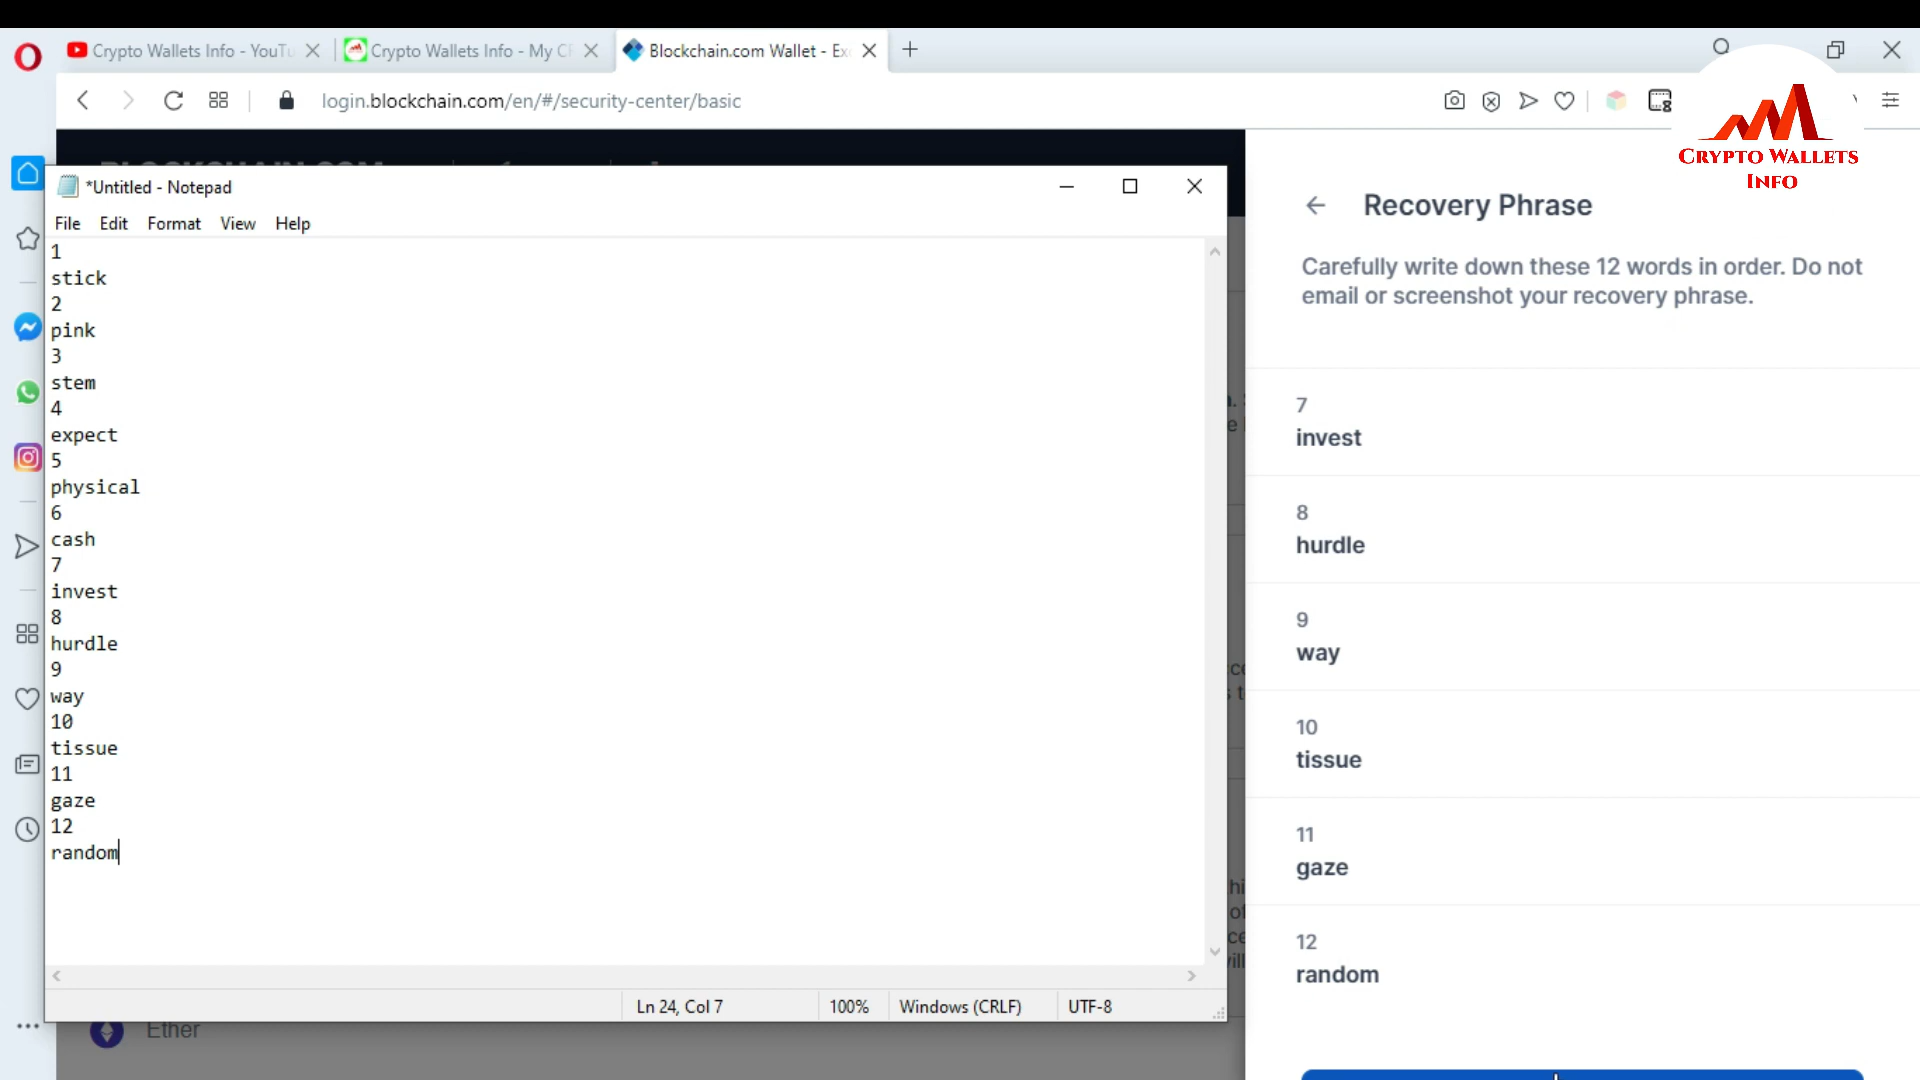 Crypto Wallets Info - YouTu
Crypto Wallets Info - My C
Blockchain.com Wallet - Ex
login.blockchain.com/en/#/security-center/basic
CRYPTO WALLETS
INFO
*Untitled - Notepad
File Edit Format View Help
1
stick
2
pink
3
stem
4
expect
5
physical
6
cash
7
invest
8
hurdle
9
way
10
tissue
11
gaze
12
random
Ln 24, Col 7 100% Windows (CRLF) UTF-8
Ether
Recovery Phrase
Carefully write down these 12 words in order. Do not
email or screenshot your recovery phrase.
7
invest
8
hurdle
9
way
10
tissue
11
gaze
12
random